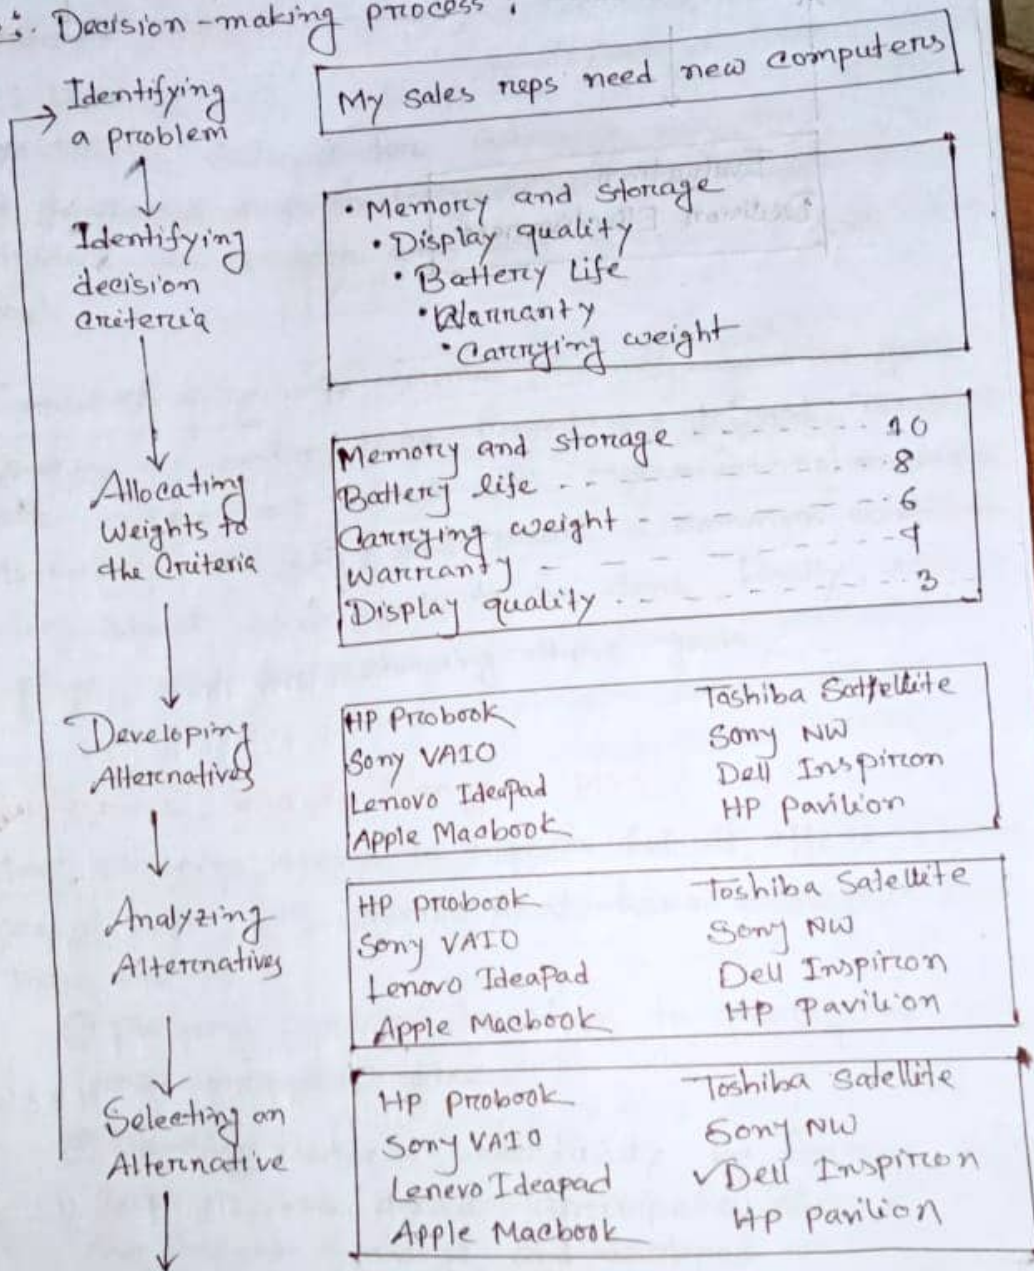 Decision-making process :
Identifying
a problem
My sales reps need new computers
Identifying
decision
criteria
• Memory and storage
• Display quality
• Battery Life
• Warranty
• Carrying weight
Allocating
weights to
the Criteria
Memory and storage 10
Battery life 8
Carrying weight 6
Warranty 4
Display quality 3
Developing
Alternatives
HP Probook Toshiba Satellite
Sony VAIO Sony NW
Lenovo IdeaPad Dell Inspiron
Apple Macbook HP Pavilion
Analyzing
Alternatives
HP probook Toshiba Satellite
Sony VAIO Sony NW
Lenovo IdeaPad Dell Inspiron
Apple Macbook HP Pavilion
Selecting an
Alternative
HP probook Toshiba Satellite
Sony VAIO Sony NW
Lenevo Ideapad ✓Dell Inspiron
Apple Macbook HP Pavilion